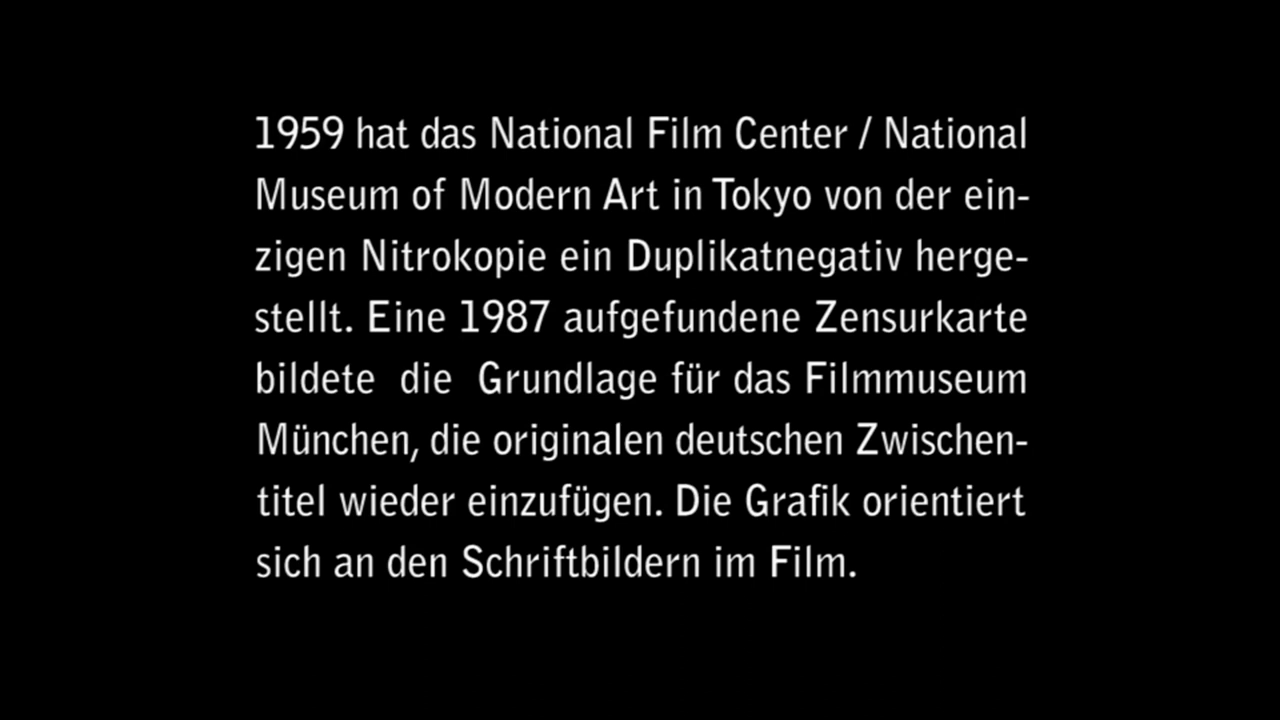 1959 hat das National Film Center / National
Museum of Modern Art in Tokyo von der ein-
zigen Nitrokopie ein Duplikatnegativ herge-
stellt. Eine 1987 aufgefundene Zensurkarte
bildete die Grundlage für das Filmmuseum
München, die originalen deutschen Zwischen-
titel wieder einzufügen. Die Grafik orientiert
sich an den Schriftbildern im Film.